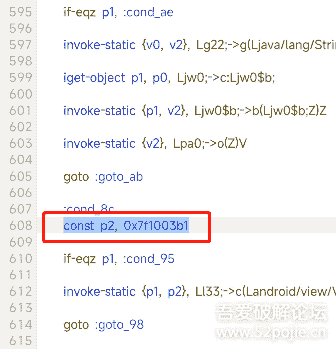 595 if-eqz p1, :cond_ae
596
597 invoke-static {v0, v2}, Lg22;->g(Ljava/lang/Strin
598
599 iget-object p1, p0, Ljw0;->c:Ljw0$b;
600
601 invoke-static {p1, v2}, Ljw0$b;->b(Ljw0$b;Z)Z
602
603 invoke-static {v2}, Lpa0;->o(Z)V
604
605 goto :goto_ab
606
607 :cond_8c
608 const p2, 0x7f1003b1
609
610 if-eqz p1, :cond_95
611
612 invoke-static {p1, p2}, Ll33;->c(Landroid/view/V
613
614 goto :goto_98
615
吾爱破解论坛
www.52pojie.cn